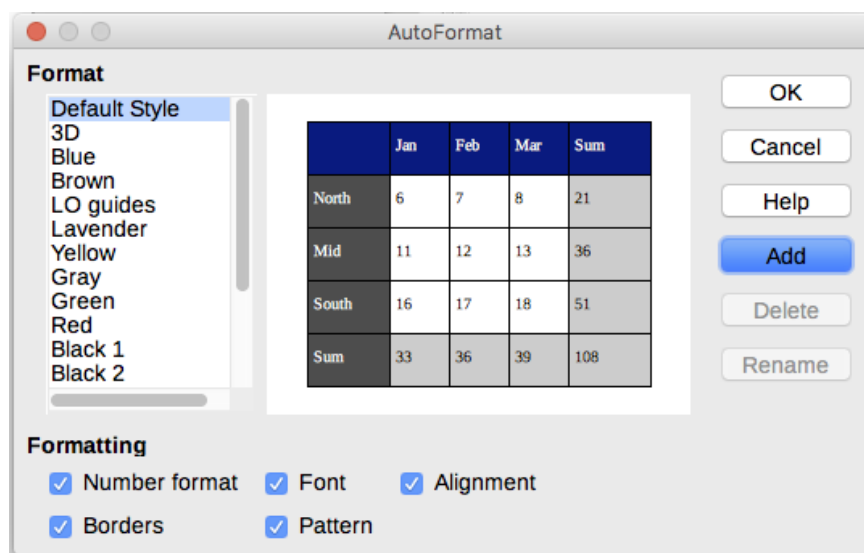 AutoFormat
Format
Default Style
3D
Blue
Brown
LO guides
Lavender
Yellow
Gray
Green
Red
Black 1
Black 2
Jan Feb Mar Sum
North 6 7 8 21
Mid 11 12 13 36
South 16 17 18 51
Sum 33 36 39 108
OK
Cancel
Help
Add
Delete
Rename
Formatting
Number format Font Alignment
Borders Pattern